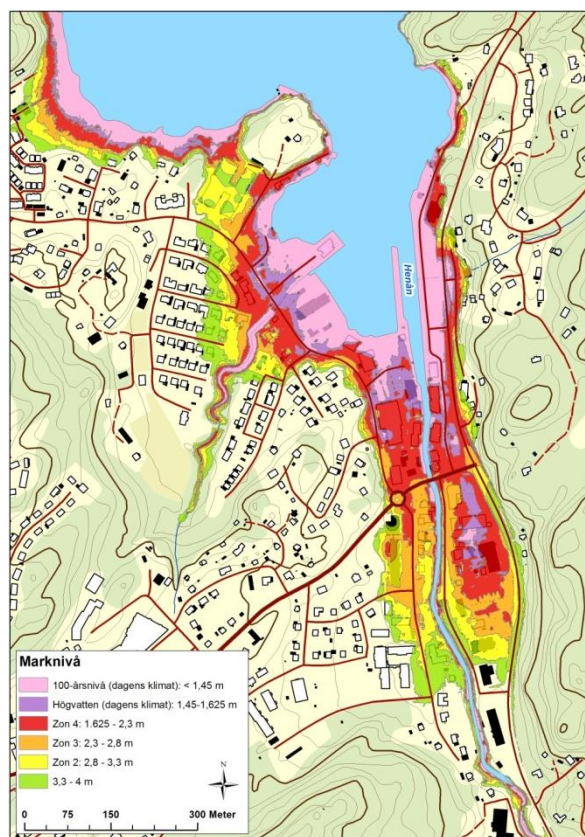 Henån
Marknivå
100-årsnivå (dagens klimat): < 1,45 m
Högvatten (dagens klimat): 1,45-1,625 m
Zon 4: 1.625 - 2,3 m
Zon 3: 2,3 - 2,8 m
Zon 2: 2,8 - 3,3 m
3,3 - 4 m
N
0 75 150 300 Meter